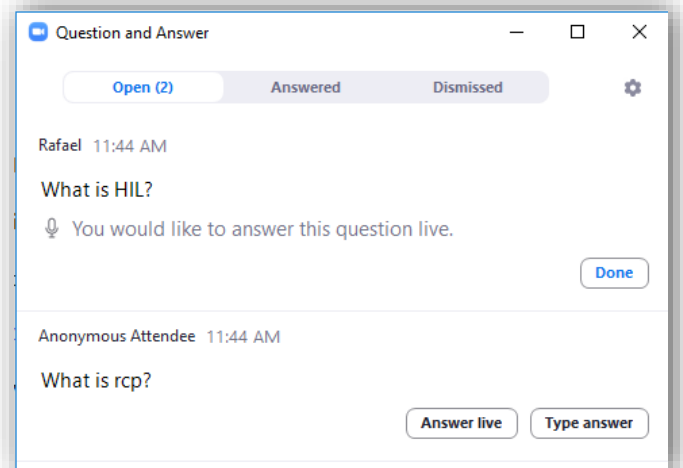 Question and Answer
Open (2) Answered Dismissed
Rafael 11:44 AM
What is HIL?
You would like to answer this question live.
Done
Anonymous Attendee 11:44 AM
What is rcp?
Answer live Type answer